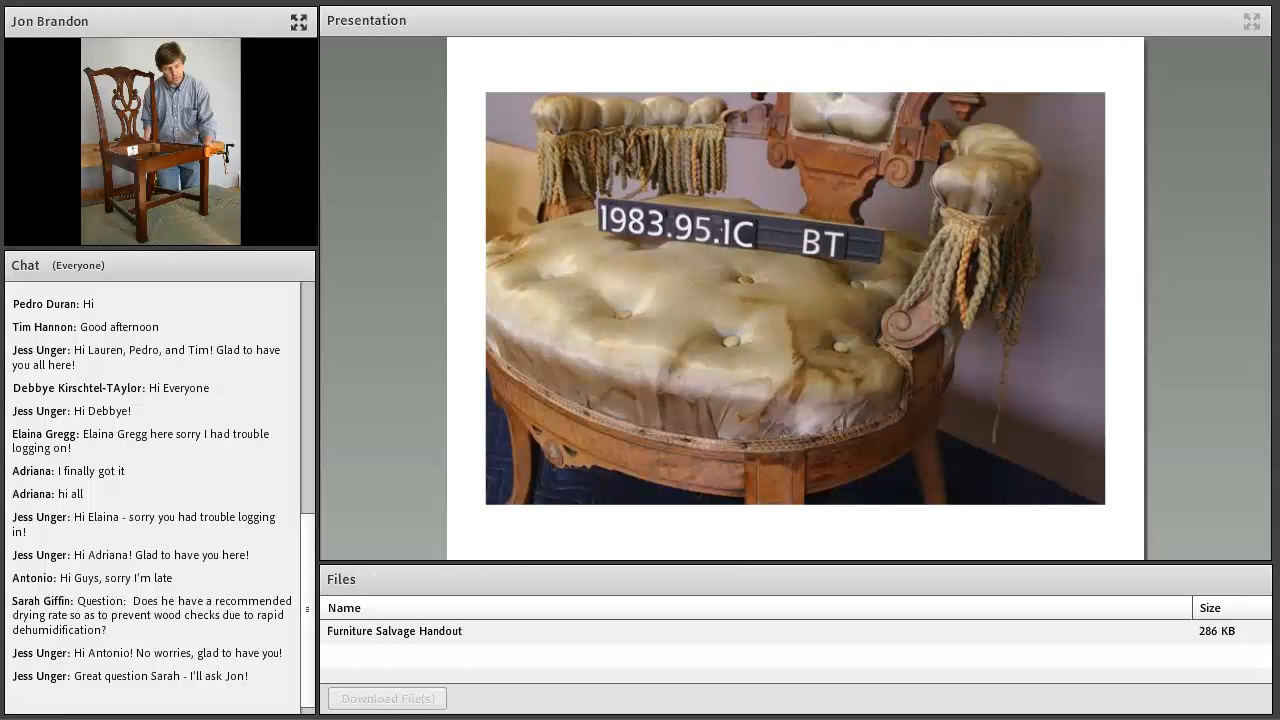 Jon Brandon
Presentation
1983.95.1C BT
Chat (Everyone)
Pedro Duran: Hi
Tim Hannon: Good afternoon
Jess Unger: Hi Lauren, Pedro, and Tim! Glad to have
you all here!
Debbye Kirschtel-TAylor: Hi Everyone
Jess Unger: Hi Debbye!
Elaina Gregg: Elaina Gregg here sorry I had trouble
logging on!
Adriana: I finally got it
Adriana: hi all
Jess Unger: Hi Elaina - sorry you had trouble logging
in!
Jess Unger: Hi Adriana! Glad to have you here!
Antonio: Hi Guys, sorry I'm late
Sarah Giffin: Question: Does he have a recommended
drying rate so as to prevent wood checks due to rapid
dehumidification?
Jess Unger: Hi Antonio! No worries, glad to have you!
Jess Unger: Great question Sarah - I'll ask Jon!
Files
Name Size
Furniture Salvage Handout 286 KB
Download File(s)